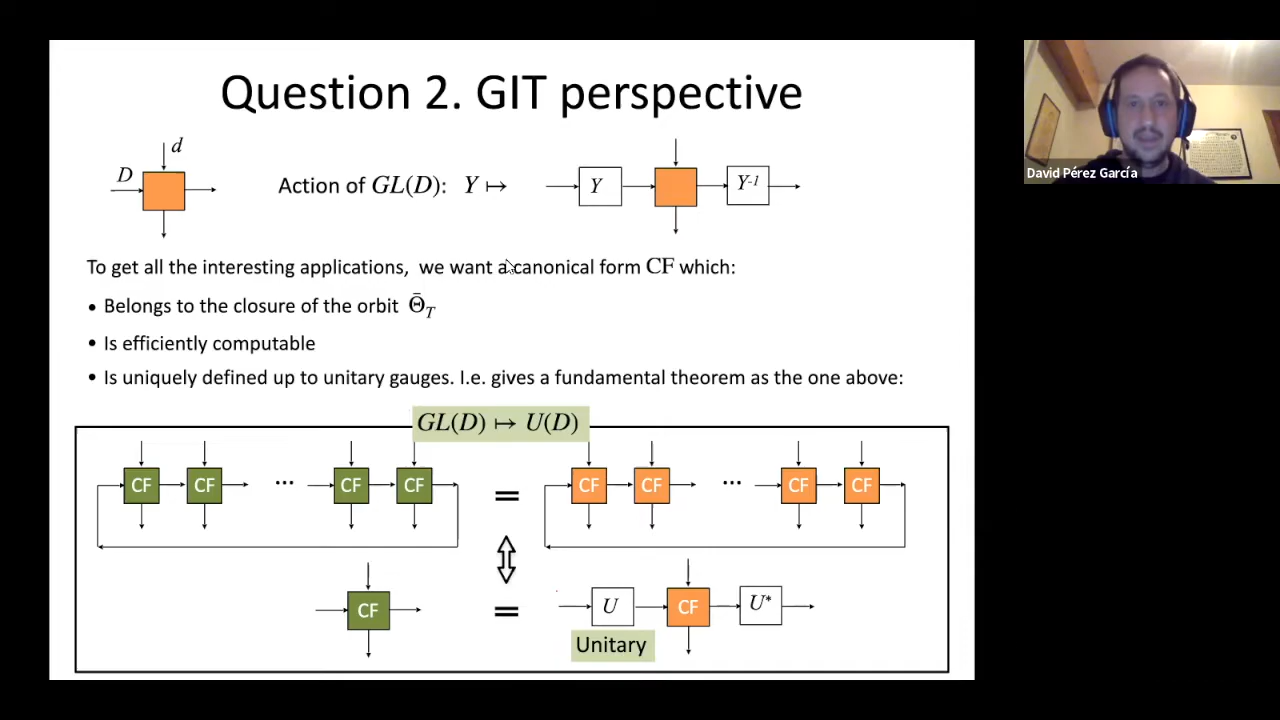 Question 2. GIT perspective
d
D
Action of GL(D): Y ↦
Y
Y⁻¹
To get all the interesting applications, we want a canonical form CF which:
• Belongs to the closure of the orbit Θ̄_T
• Is efficiently computable
• Is uniquely defined up to unitary gauges. I.e. gives a fundamental theorem as the one above:
GL(D) ↦ U(D)
CF CF ... CF CF = CF CF ... CF CF
CF = U CF U*
Unitary
David Pérez García